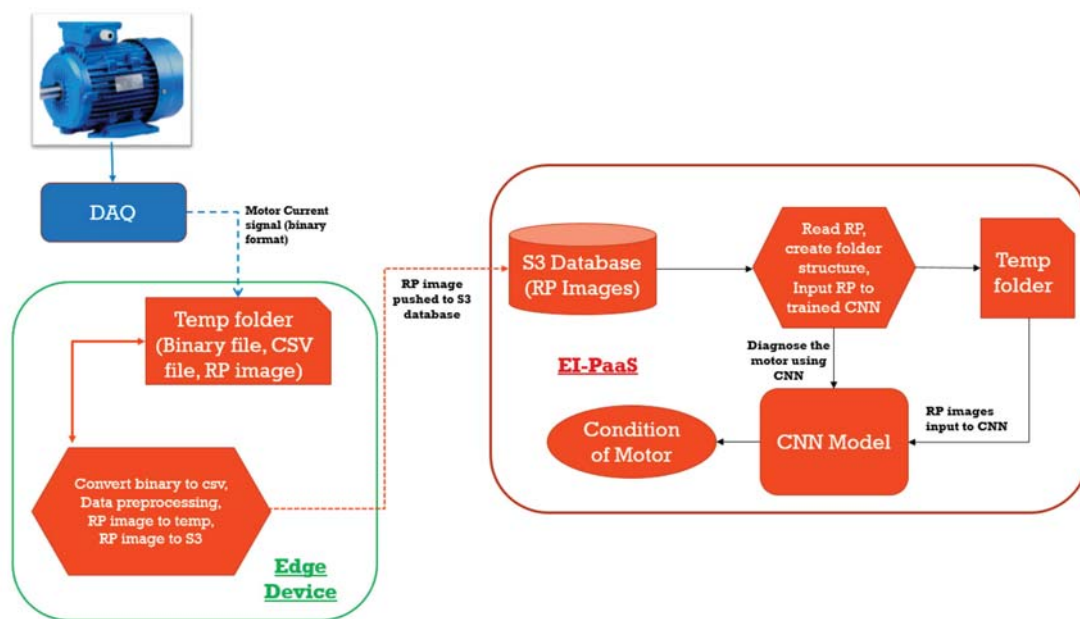 DAQ
Motor Current
signal (binary
format)
Temp folder
(Binary file, CSV
file, RP image)
Convert binary to csv,
Data preprocessing,
RP image to temp,
RP image to S3
Edge
Device
RP image
pushed to S3
database
S3 Database
(RP Images)
Read RP,
create folder
structure,
Input RP to
trained CNN
Temp
folder
Diagnose the
motor using
CNN
EI-PaaS
RP images
input to CNN
CNN Model
Condition
of Motor